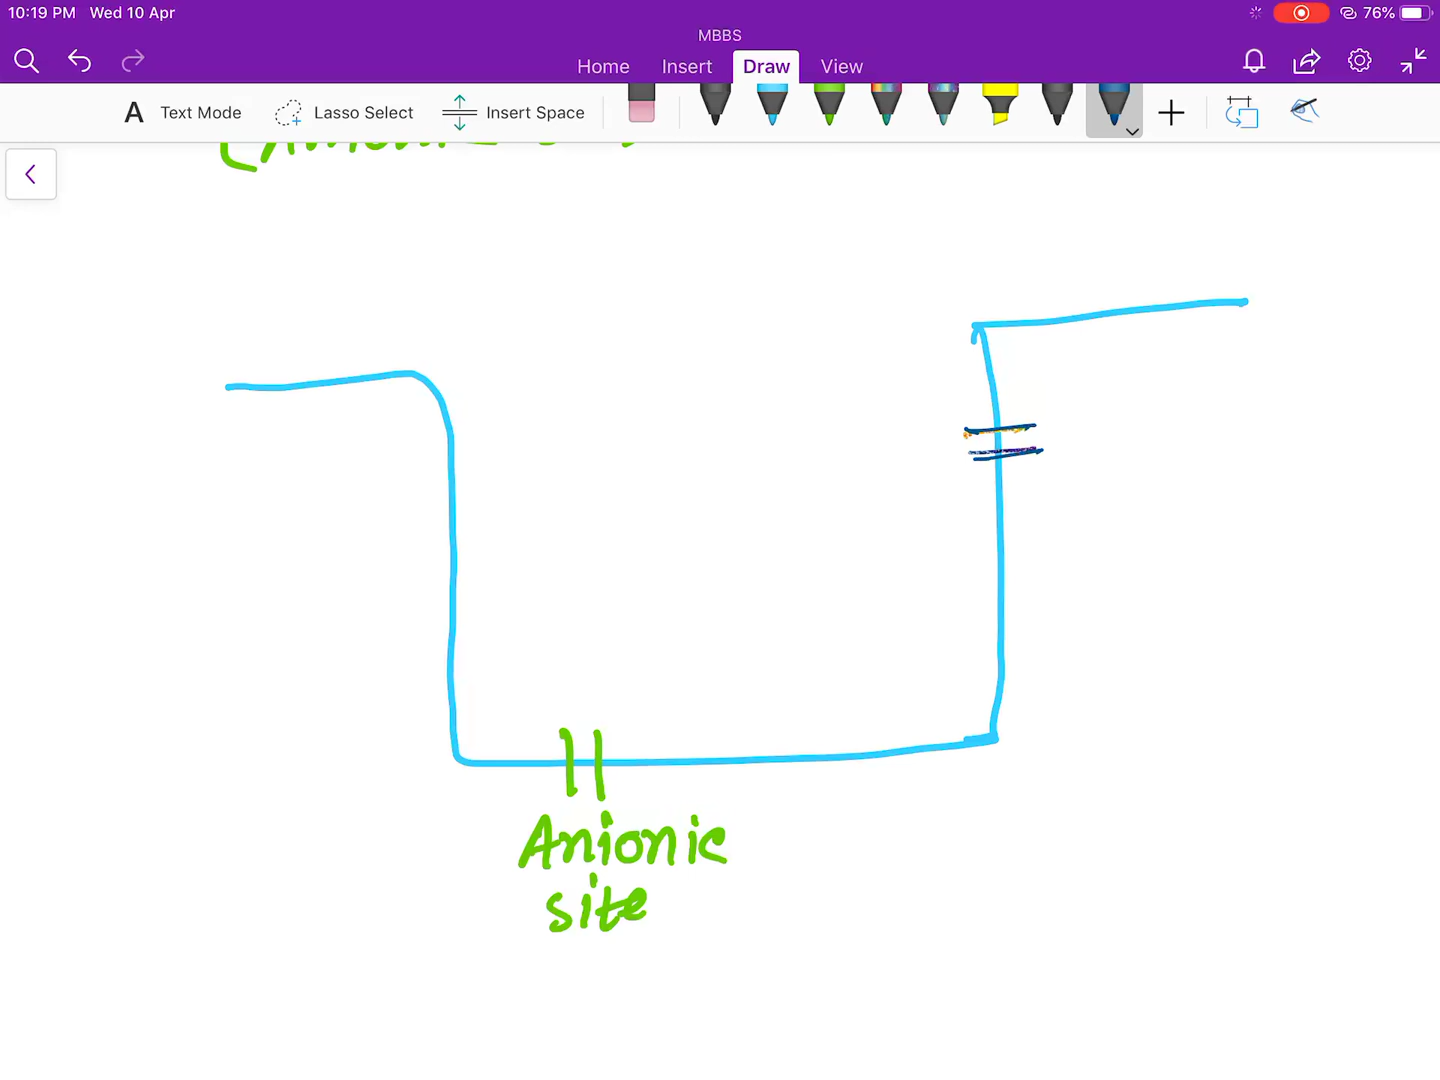 10:19 PM Wed 10 Apr
76%
MBBS
Home Insert Draw View
A Text Mode Lasso Select Insert Space
Anionic
site